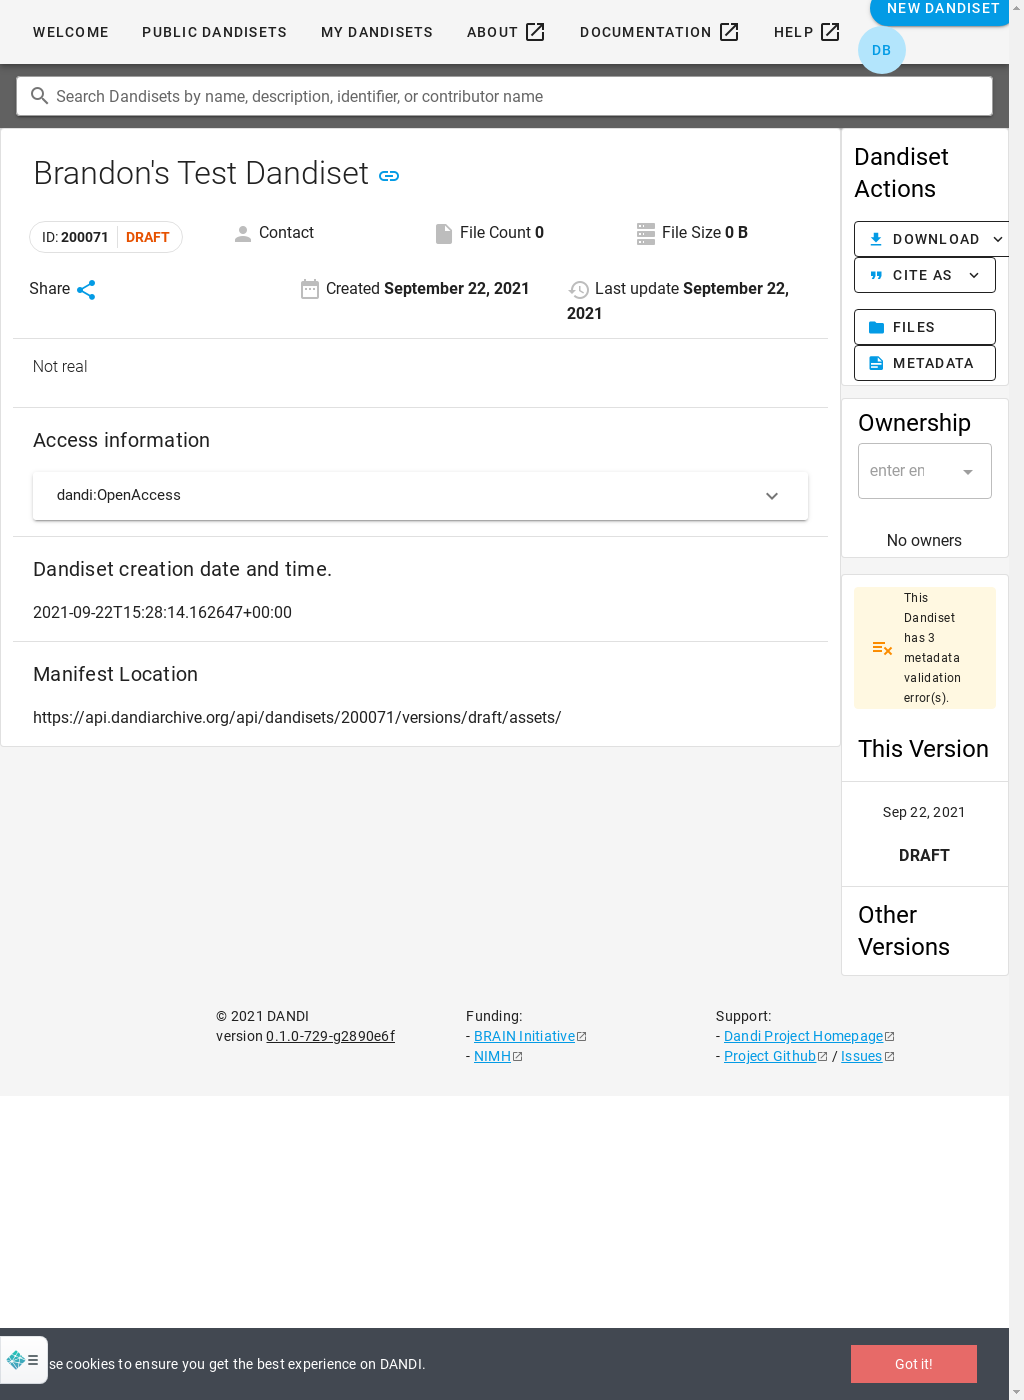 WELCOME PUBLIC DANDISETS MY DANDISETS ABOUT DOCUMENTATION HELP NEW DANDISET
DB
Search Dandisets by name, description, identifier, or contributor name
Brandon's Test Dandiset
ID: 200071 DRAFT Contact File Count 0 File Size 0 B
Share Created September 22, 2021 Last update September 22,
2021
Not real
Access information
dandi:OpenAccess
Dandiset creation date and time.
2021-09-22T15:28:14.162647+00:00
Manifest Location
https://api.dandiarchive.org/api/dandisets/200071/versions/draft/assets/
Dandiset
Actions
DOWNLOAD
CITE AS
FILES
METADATA
Ownership
enter en
No owners
This
Dandiset
has 3
metadata
validation
error(s).
This Version
Sep 22, 2021
DRAFT
Other
Versions
© 2021 DANDI
version 0.1.0-729-g2890e6f
Funding:
- BRAIN Initiative
- NIMH
Support:
- Dandi Project Homepage
- Project Github / Issues
se cookies to ensure you get the best experience on DANDI.
Got it!